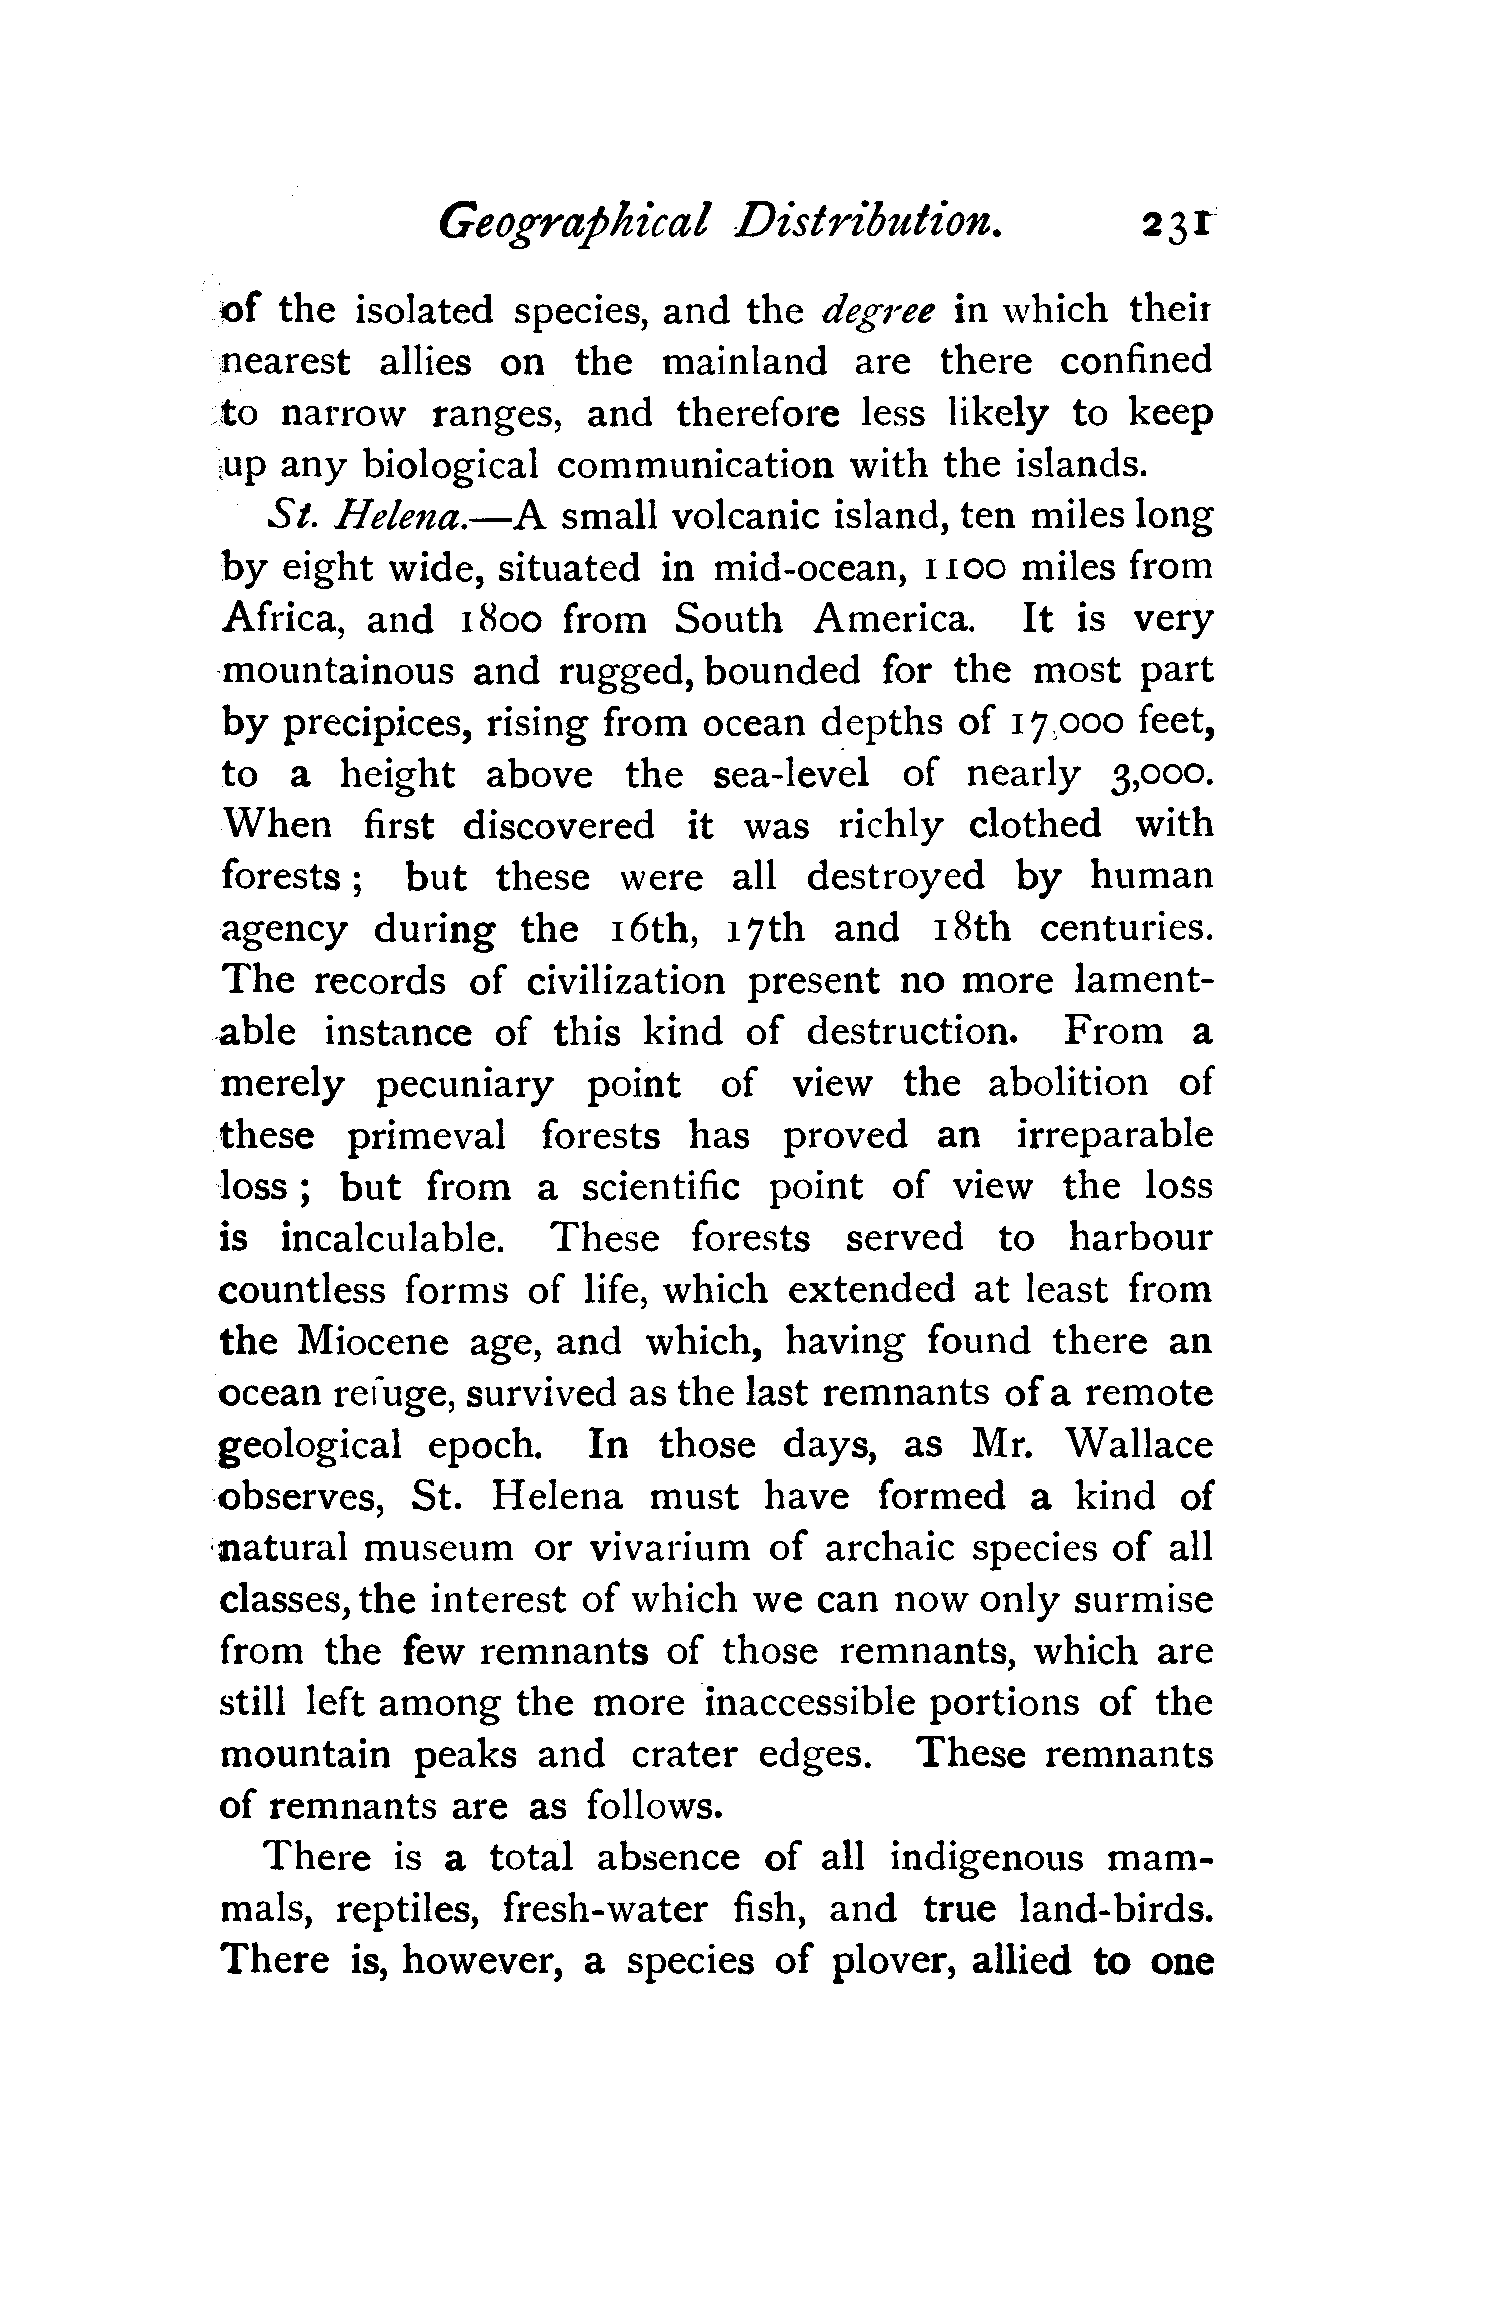 Geographical Distribution. 231
of the isolated species, and the degree in which their
nearest allies on the mainland are there confined
to narrow ranges, and therefore less likely to keep
up any biological communication with the islands.
St. Helena.—A small volcanic island, ten miles long
by eight wide, situated in mid-ocean, 1100 miles from
Africa, and 1800 from South America. It is very
mountainous and rugged, bounded for the most part
by precipices, rising from ocean depths of 17,000 feet,
to a height above the sea-level of nearly 3,000.
When first discovered it was richly clothed with
forests ; but these were all destroyed by human
agency during the 16th, 17th and 18th centuries.
The records of civilization present no more lament-
able instance of this kind of destruction. From a
merely pecuniary point of view the abolition of
these primeval forests has proved an irreparable
loss ; but from a scientific point of view the loss
is incalculable. These forests served to harbour
countless forms of life, which extended at least from
the Miocene age, and which, having found there an
ocean refuge, survived as the last remnants of a remote
geological epoch. In those days, as Mr. Wallace
observes, St. Helena must have formed a kind of
natural museum or vivarium of archaic species of all
classes, the interest of which we can now only surmise
from the few remnants of those remnants, which are
still left among the more inaccessible portions of the
mountain peaks and crater edges. These remnants
of remnants are as follows.
There is a total absence of all indigenous mam-
mals, reptiles, fresh-water fish, and true land-birds.
There is, however, a species of plover, allied to one